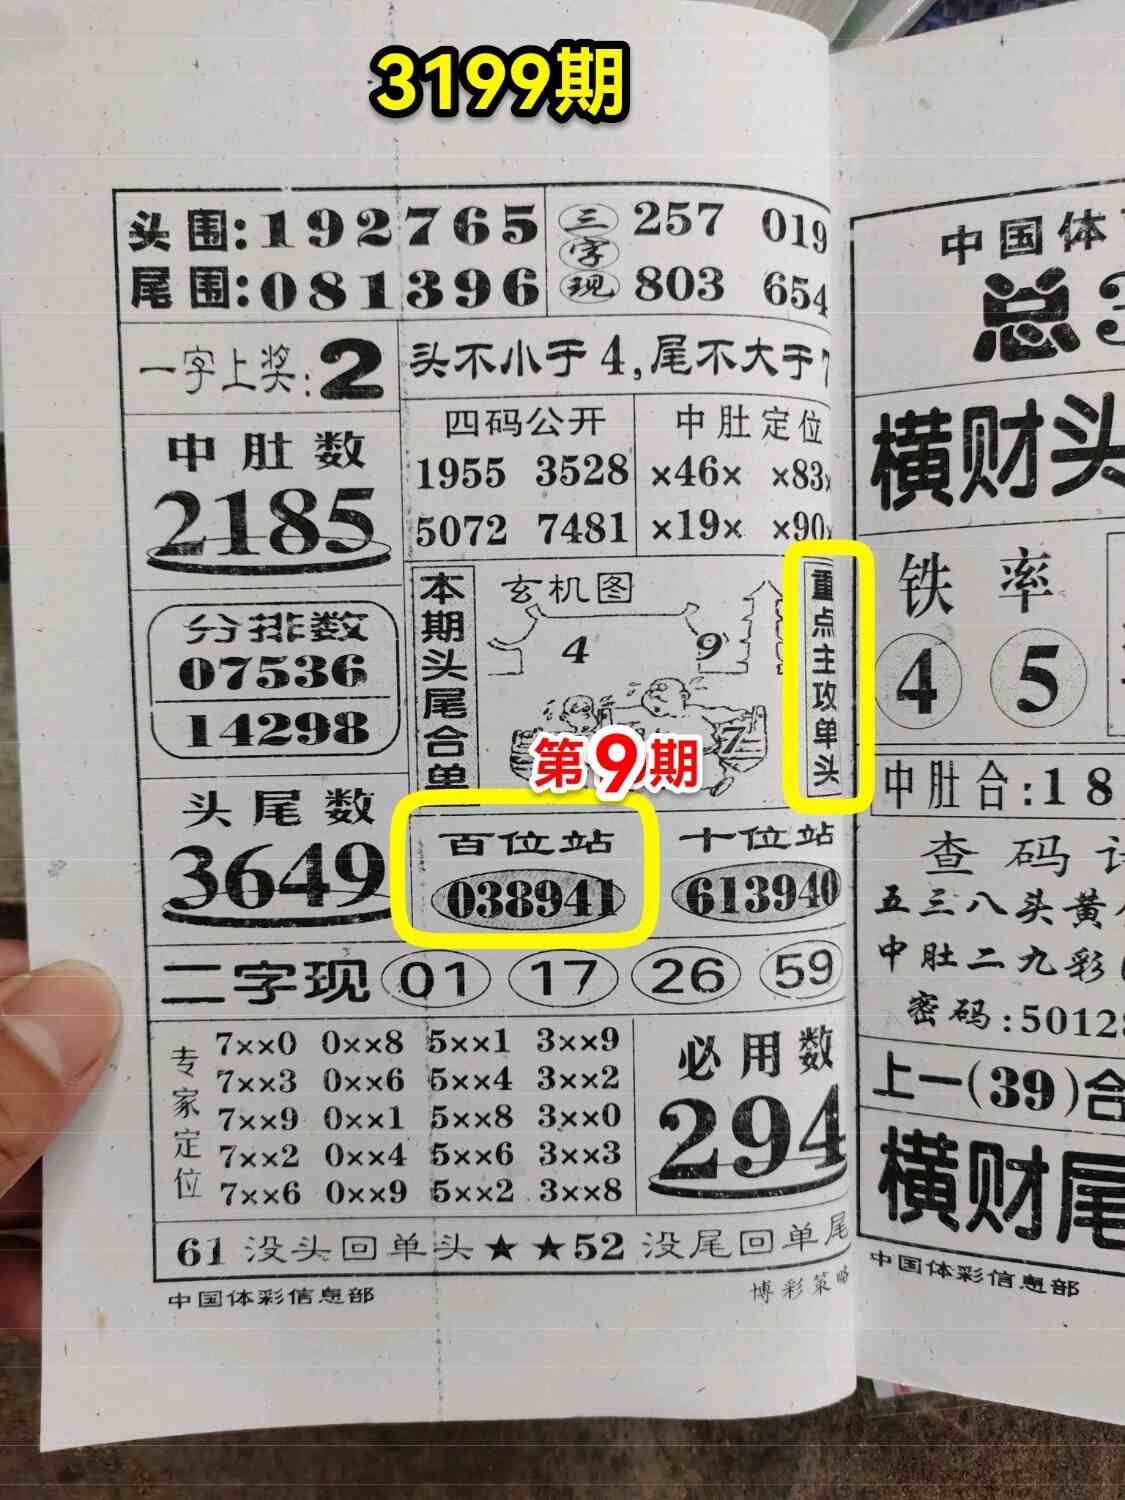 3199期
头围:192765
尾围:081396
三字现
257 019
803 654
一字上奖:2
头不小于4,尾不大于7
中肚数
2185
四码公开
1955 3528
5072 7481
中肚定位
×46× ×83×
×19× ×90×
分排数
07536
14298
本期头尾合单
玄机图
4 9
7
重点主攻单头
第9期
头尾数
3649
百位站
038941
十位站
613940
二字现 01 17 26 59
专家定位
7××0 0××8 5××1 3××9
7××3 0××6 5××4 3××2
7××9 0××1 5××8 3××0
7××2 0××4 5××6 3××3
7××6 0××9 5××2 3××8
必用数
294
61没头回单头★★52没尾回单尾
中国体彩信息部
博彩策略
中国体
总3
横财头
铁率
4 5
中肚合:18
查码
五三八头黄
中肚二九彩
密码:50128
上一(39)合
横财尾
中国体彩信息部